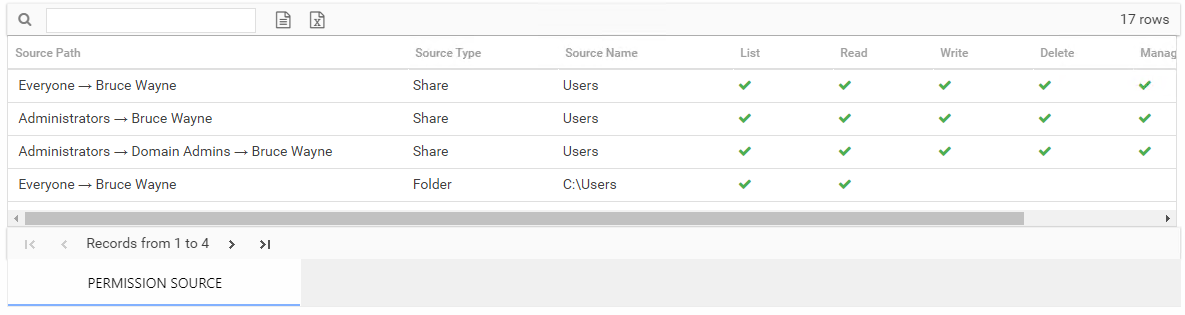 17 rows
Source Path Source Type Source Name List Read Write Delete Manag
Everyone → Bruce Wayne Share Users
Administrators → Bruce Wayne Share Users
Administrators → Domain Admins → Bruce Wayne Share Users
Everyone → Bruce Wayne Folder C:\Users
Records from 1 to 4
PERMISSION SOURCE